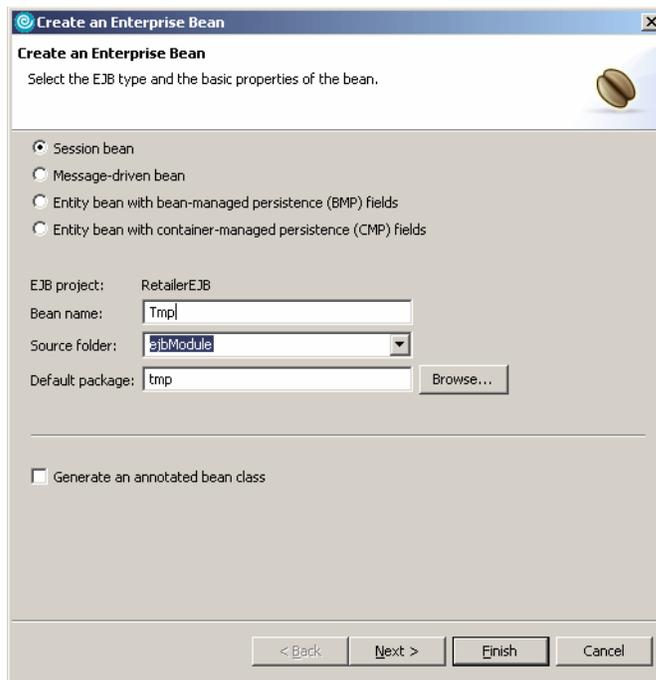 Create an Enterprise Bean
Create an Enterprise Bean
Select the EJB type and the basic properties of the bean.
Session bean
Message-driven bean
Entity bean with bean-managed persistence (BMP) fields
Entity bean with container-managed persistence (CMP) fields
EJB project: RetailerEJB
Bean name: Tmp
Source folder: ejbModule
Default package: tmp Browse...
Generate an annotated bean class
< Back Next > Finish Cancel